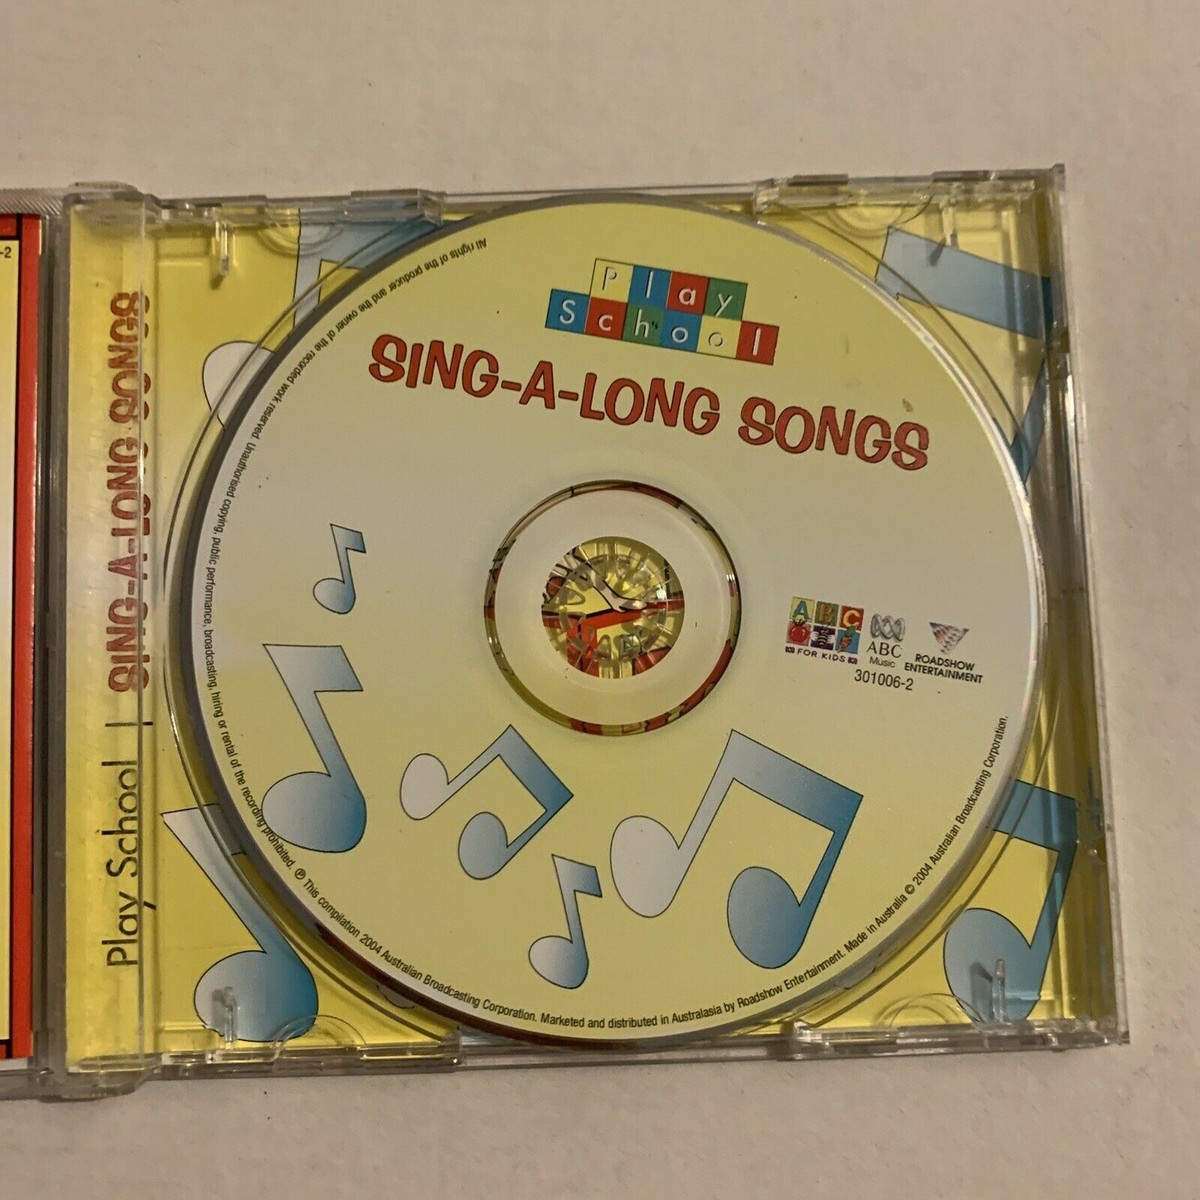 -2
Play School | SING-A-LONG SONGS
Play
School
SING-A-LONG SONGS
ABC
FOR KIDS
ABC
Music
ROADSHOW
ENTERTAINMENT
301006-2
All rights of the producer and the owner of the recorded work reserved. Unauthorised copying, public performance, broadcasting, hiring or rental of the recording prohibited. ℗ This compilation 2004 Australian Broadcasting Corporation. Marketed and distributed in Australasia by Roadshow Entertainment. Made in Australia © 2004 Australian Broadcasting Corporation.